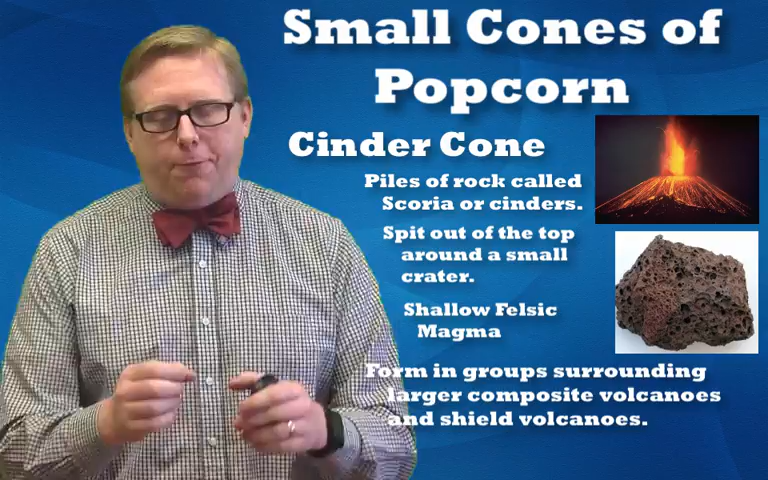 Small Cones of
Popcorn
Cinder Cone
Piles of rock called
Scoria or cinders.
Spit out of the top
around a small
crater.
Shallow Felsic
Magma
Form in groups surrounding
larger composite volcanoes
and shield volcanoes.